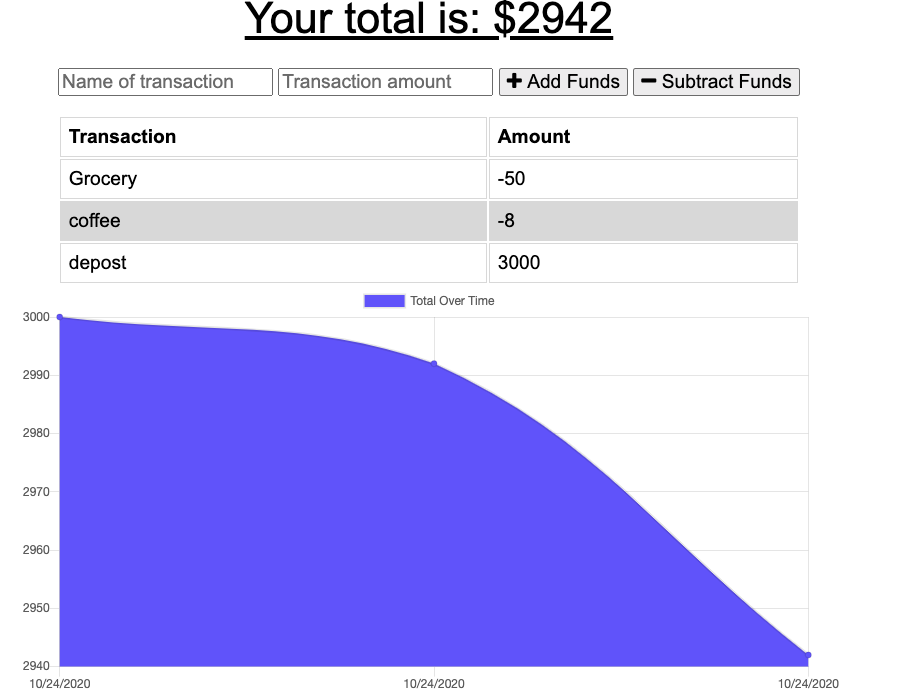 Your total is: $2942
Name of transaction Transaction amount + Add Funds − Subtract Funds
Transaction Amount
Grocery -50
coffee -8
depost 3000
Total Over Time
3000
2990
2980
2970
2960
2950
2940
10/24/2020 10/24/2020 10/24/2020